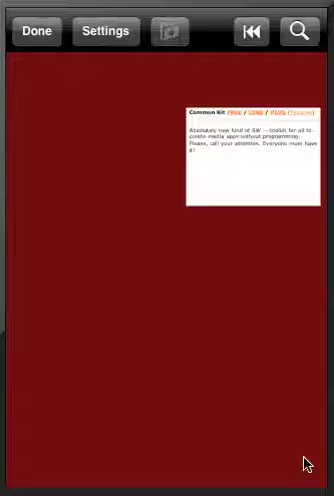 Done
Settings
Common Kit FREE / LITE / PLUS (Russian)
Absolutely new kind of SW -- toolkit for all to
create media apps without programming.
Please, call your attention. Everyone must have
it!